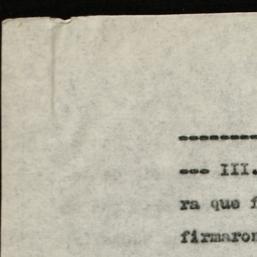 ----------
--- III.
ra que f
firmaron